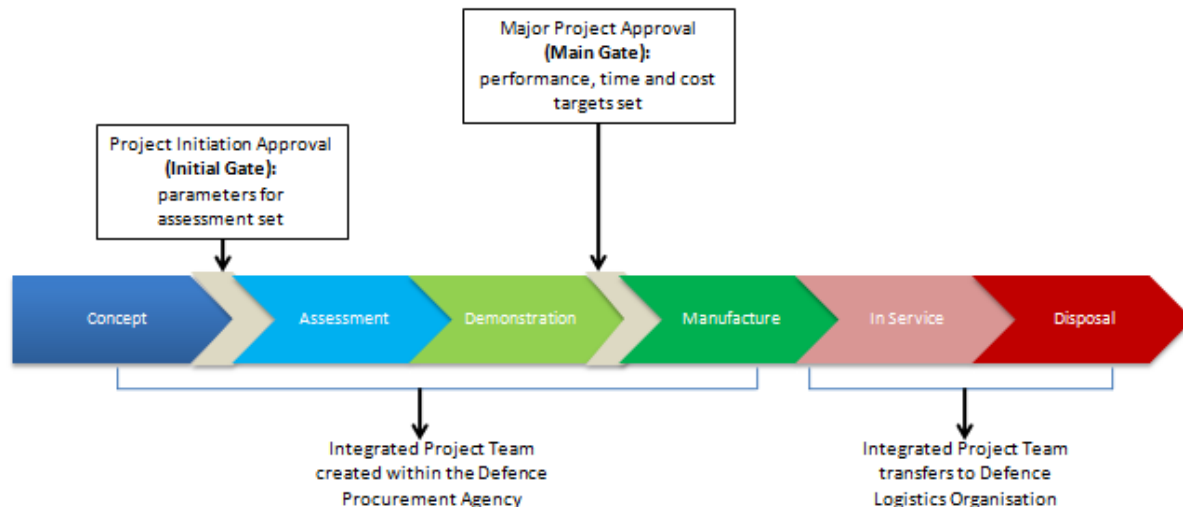 Major Project Approval
(Main Gate):
performance, time and cost
targets set
Project Initiation Approval
(Initial Gate):
parameters for
assessment set
Concept
Assessment
Demonstration
Manufacture
In Service
Disposal
Integrated Project Team
created within the Defence
Procurement Agency
Integrated Project Team
transfers to Defence
Logistics Organisation